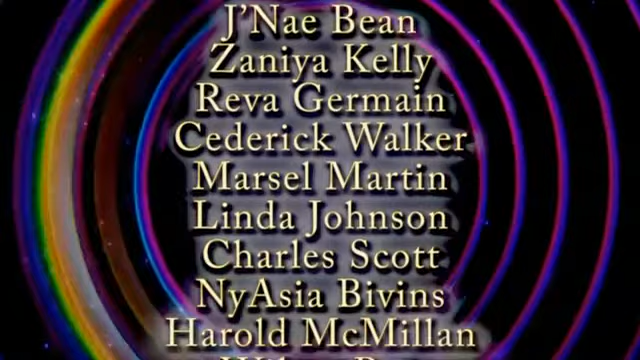 J'Nae Bean
Zaniya Kelly
Reva Germain
Cederick Walker
Marsel Martin
Linda Johnson
Charles Scott
NyAsia Bivins
Harold McMillan